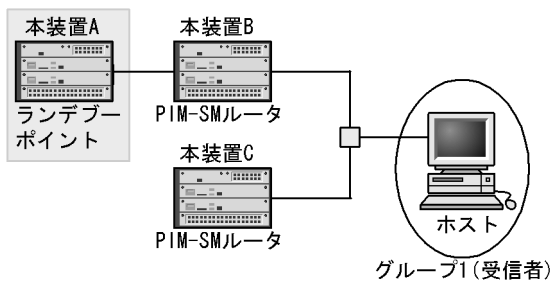 本装置A
ランデブー
ポイント
本装置B
PIM-SMルータ
本装置C
PIM-SMルータ
ホスト
グループ1(受信者)